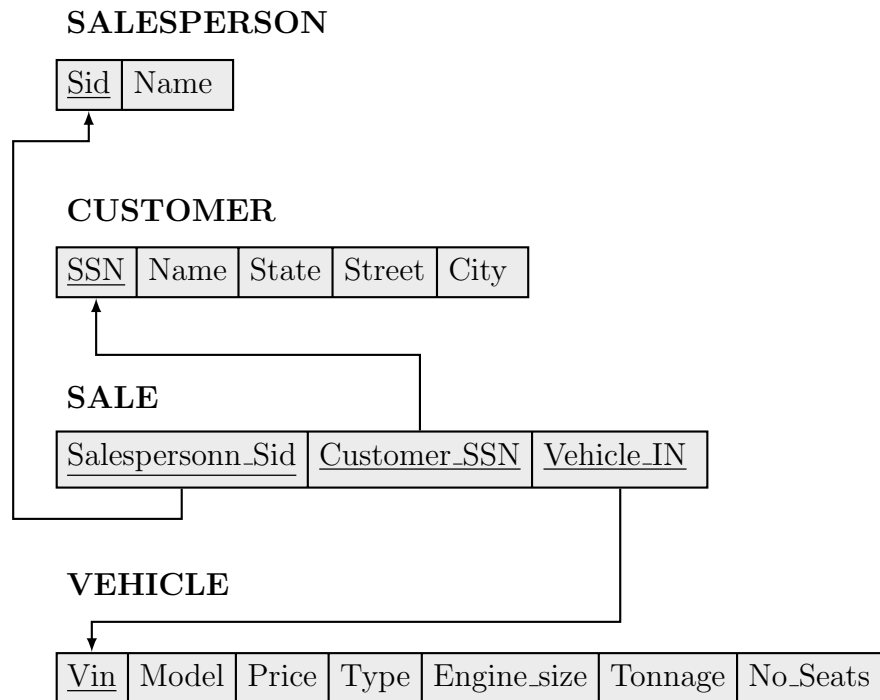 SALESPERSON
Sid Name
CUSTOMER
SSN Name State Street City
SALE
Salespersonn_Sid Customer_SSN Vehicle_IN
VEHICLE
Vin Model Price Type Engine_size Tonnage No_Seats